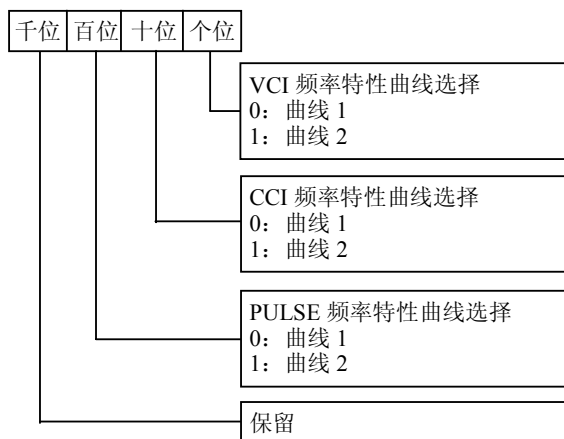 千位 百位 十位 个位
VCI 频率特性曲线选择
0：曲线 1
1：曲线 2
CCI 频率特性曲线选择
0：曲线 1
1：曲线 2
PULSE 频率特性曲线选择
0：曲线 1
1：曲线 2
保留